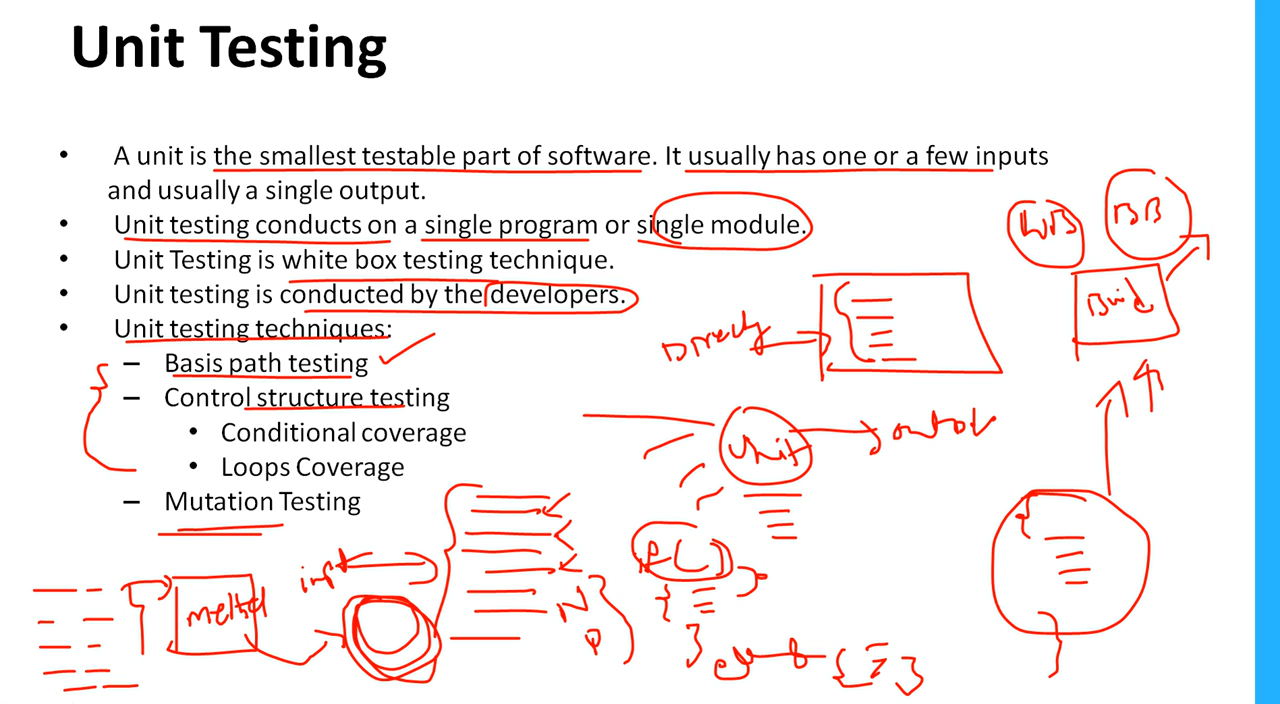 Unit Testing
• A unit is the smallest testable part of software. It usually has one or a few inputs
and usually a single output.
• Unit testing conducts on a single program or single module.
• Unit Testing is white box testing technique.
• Unit testing is conducted by the developers.
• Unit testing techniques:
– Basis path testing
– Control structure testing
• Conditional coverage
• Loops Coverage
– Mutation Testing
WB
BB
Directly
Unit
N
P